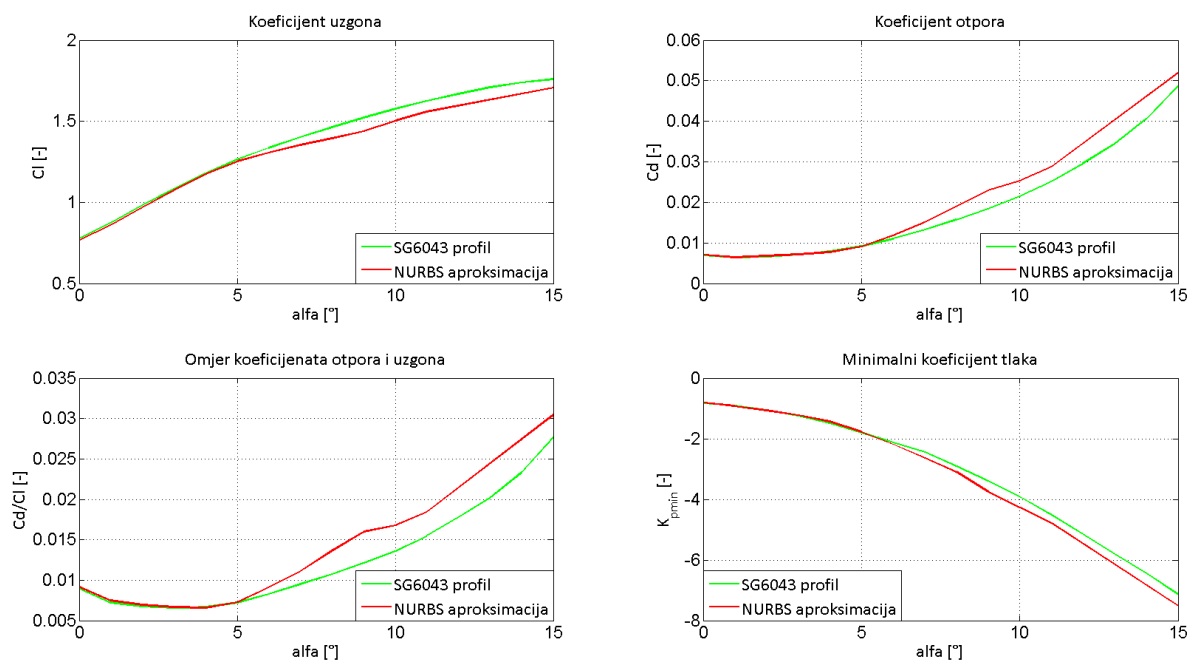 Koeficijent uzgona
2
1.5
1
0.5
Cl [-]
0 5 10 15
alfa [°]
SG6043 profil
NURBS aproksimacija
Koeficijent otpora
0.06
0.05
0.04
0.03
0.02
0.01
0
Cd [-]
0 5 10 15
alfa [°]
SG6043 profil
NURBS aproksimacija
Omjer koeficijenata otpora i uzgona
0.035
0.03
0.025
0.02
0.015
0.01
0.005
Cd/Cl [-]
0 5 10 15
alfa [°]
SG6043 profil
NURBS aproksimacija
Minimalni koeficijent tlaka
0
-2
-4
-6
-8
Kpmin [-]
0 5 10 15
alfa [°]
SG6043 profil
NURBS aproksimacija